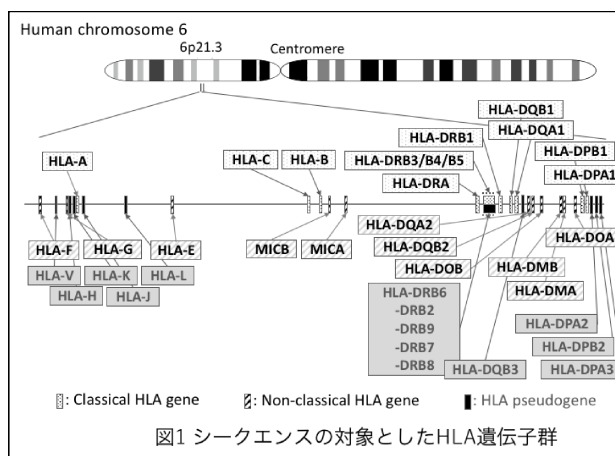 Human chromosome 6
6p21.3
Centromere
HLA-DQB1
HLA-DRB1
HLA-DQA1
HLA-A
HLA-C
HLA-B
HLA-DRB3/B4/B5
HLA-DPB1
HLA-DRA
HLA-DPA1
HLA-F
HLA-G
HLA-E
MICB
MICA
HLA-DQA2
HLA-DOA
HLA-V
HLA-K
HLA-L
HLA-DQB2
HLA-H
HLA-J
HLA-DOB
HLA-DMB
HLA-DMA
HLA-DRB6
-DRB2
-DRB9
-DRB7
-DRB8
HLA-DQB3
HLA-DPA2
HLA-DPB2
HLA-DPA3
: Classical HLA gene
: Non-classical HLA gene
: HLA pseudogene
図1 シークエンスの対象としたHLA遺伝子群